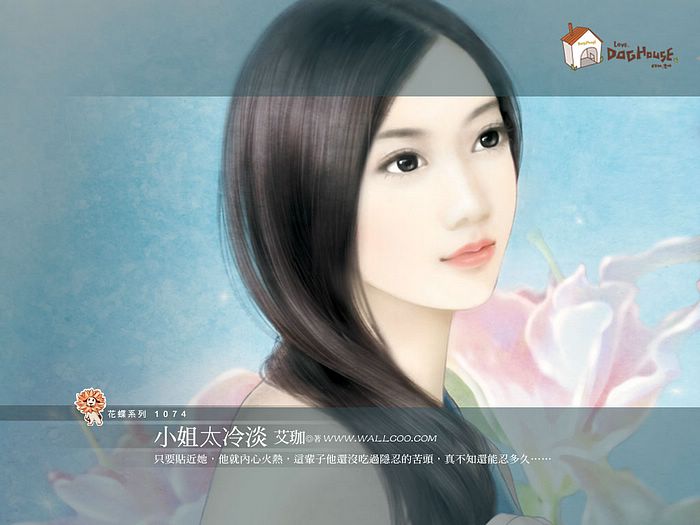 Love.
DOGHOUSE
花蝶系列 1074
小姐太冷淡 艾珈◎著 WWW.WALLCOO.COM
只要貼近她，他就內心火熱，這輩子他還沒吃過隱忍的苦頭，真不知還能忍多久……